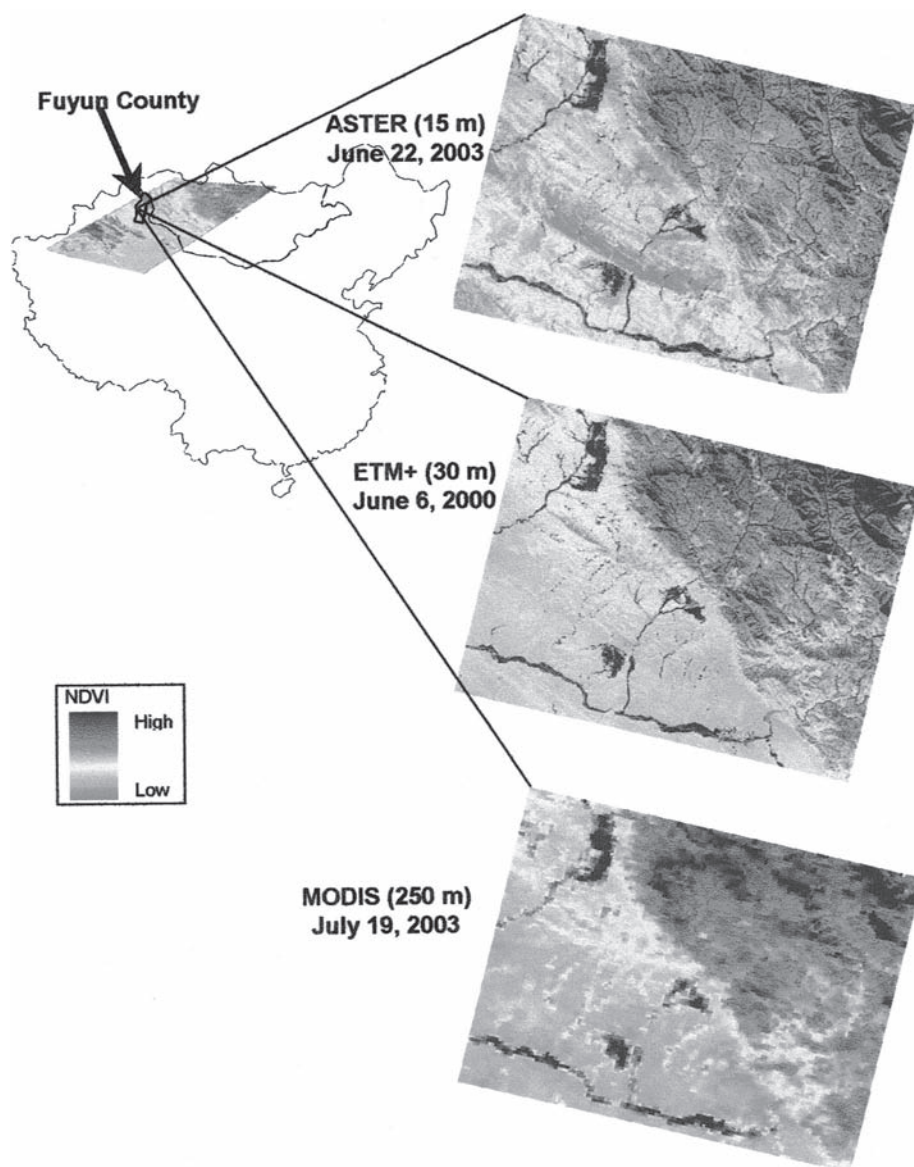 Fuyun County
ASTER (15 m)
June 22, 2003
ETM+ (30 m)
June 6, 2000
NDVI
High
Low
MODIS (250 m)
July 19, 2003